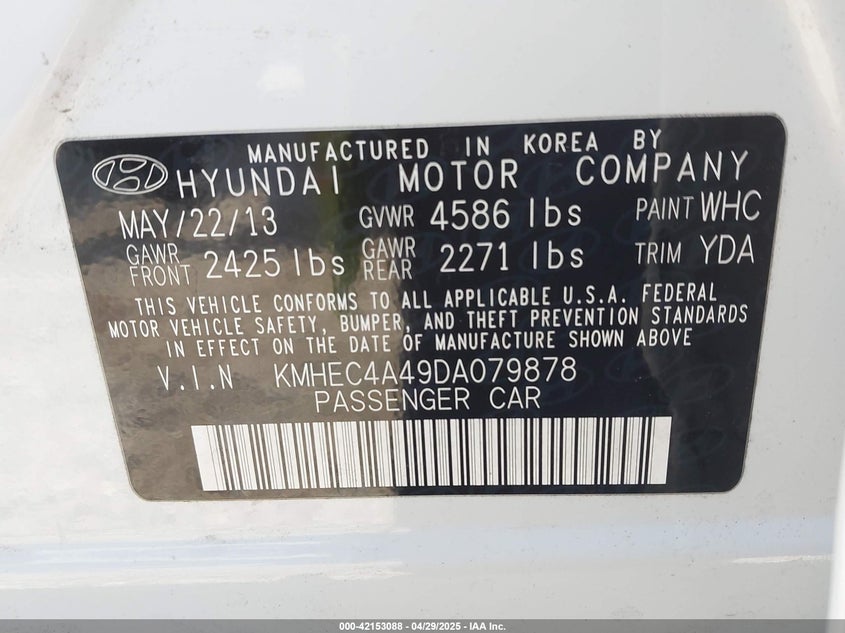 MANUFACTURED IN KOREA BY
HYUNDAI MOTOR COMPANY
MAY/22/13 GVWR 4586 lbs PAINT WHC
GAWR FRONT 2425 lbs GAWR REAR 2271 lbs TRIM YDA
THIS VEHICLE CONFORMS TO ALL APPLICABLE U.S.A. FEDERAL
MOTOR VEHICLE SAFETY, BUMPER, AND THEFT PREVENTION STANDARDS
IN EFFECT ON THE DATE OF MANUFACTURE SHOWN ABOVE
V.I.N KMHEC4A49DA079878
PASSENGER CAR
000-42153088 - 04/29/2025 - IAA Inc.